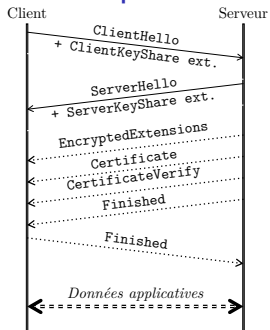 Client Serveur
ClientHello
+ ClientKeyShare ext.
ServerHello
+ ServerKeyShare ext.
EncryptedExtensions
Certificate
CertificateVerify
Finished
Finished
Données applicatives